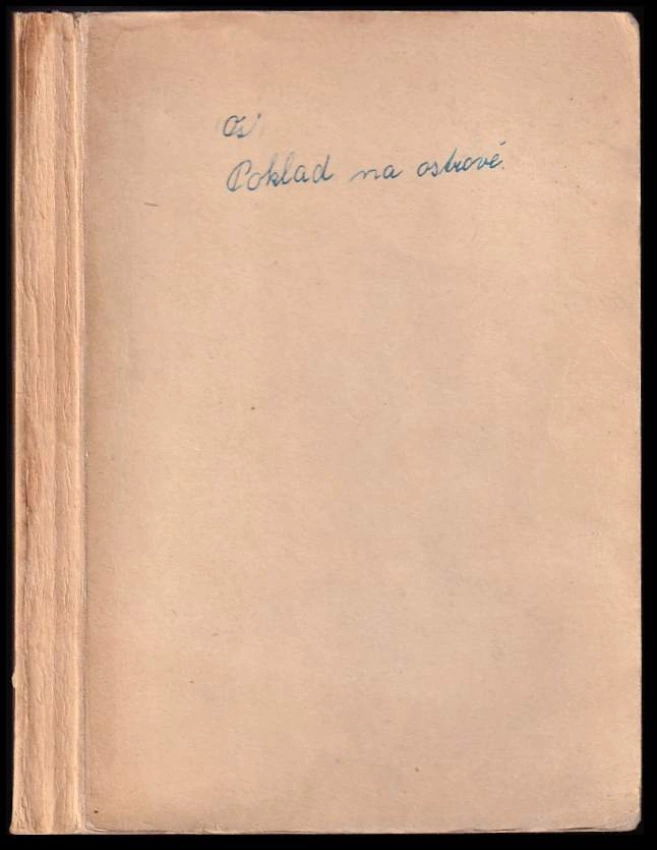 Os
Poklad na ostrově.